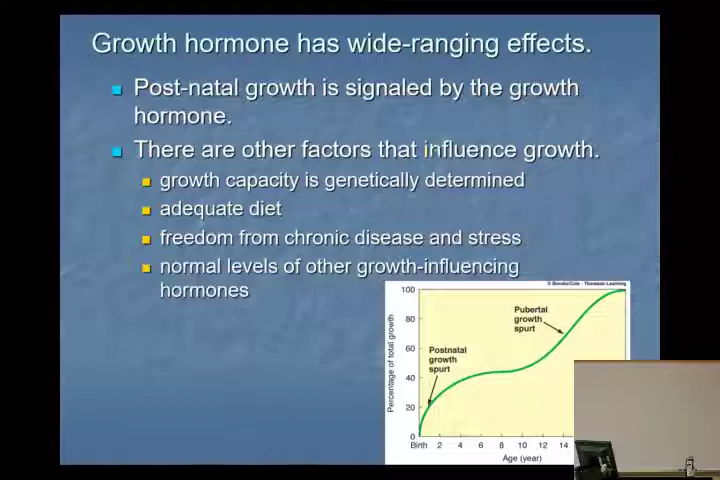 Growth hormone has wide-ranging effects.
Post-natal growth is signaled by the growth
hormone.
There are other factors that influence growth.
growth capacity is genetically determined
adequate diet
freedom from chronic disease and stress
normal levels of other growth-influencing
hormones
© Brooks/Cole - Thomson Learning
100
80
60
40
20
0
Percentage of total growth
Pubertal
growth
spurt
Postnatal
growth
spurt
Birth 2 4 6 8 10 12 14
Age (year)